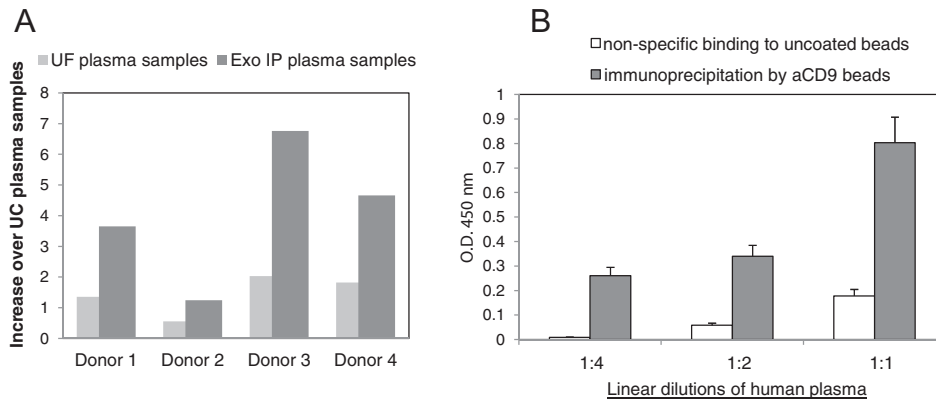 A
UF plasma samples Exo IP plasma samples
Increase over UC plasma samples
8
7
6
5
4
3
2
1
0
Donor 1 Donor 2 Donor 3 Donor 4
B
non-specific binding to uncoated beads
immunoprecipitation by aCD9 beads
O.D. 450 nm
1
0.9
0.8
0.7
0.6
0.5
0.4
0.3
0.2
0.1
0
1:4 1:2 1:1
Linear dilutions of human plasma